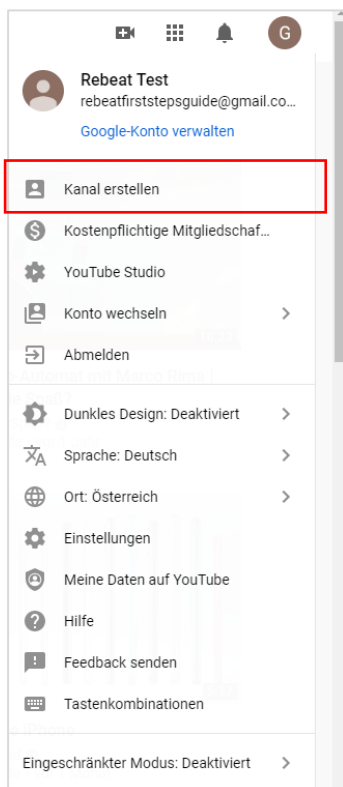 G
Rebeat Test
rebeatfirststepsguide@gmail.co...
Google-Konto verwalten
Kanal erstellen
Kostenpflichtige Mitgliedschaf...
YouTube Studio
Konto wechseln
Abmelden
Dunkles Design: Deaktiviert
Sprache: Deutsch
Ort: Österreich
Einstellungen
Meine Daten auf YouTube
Hilfe
Feedback senden
Tastenkombinationen
Eingeschränkter Modus: Deaktiviert